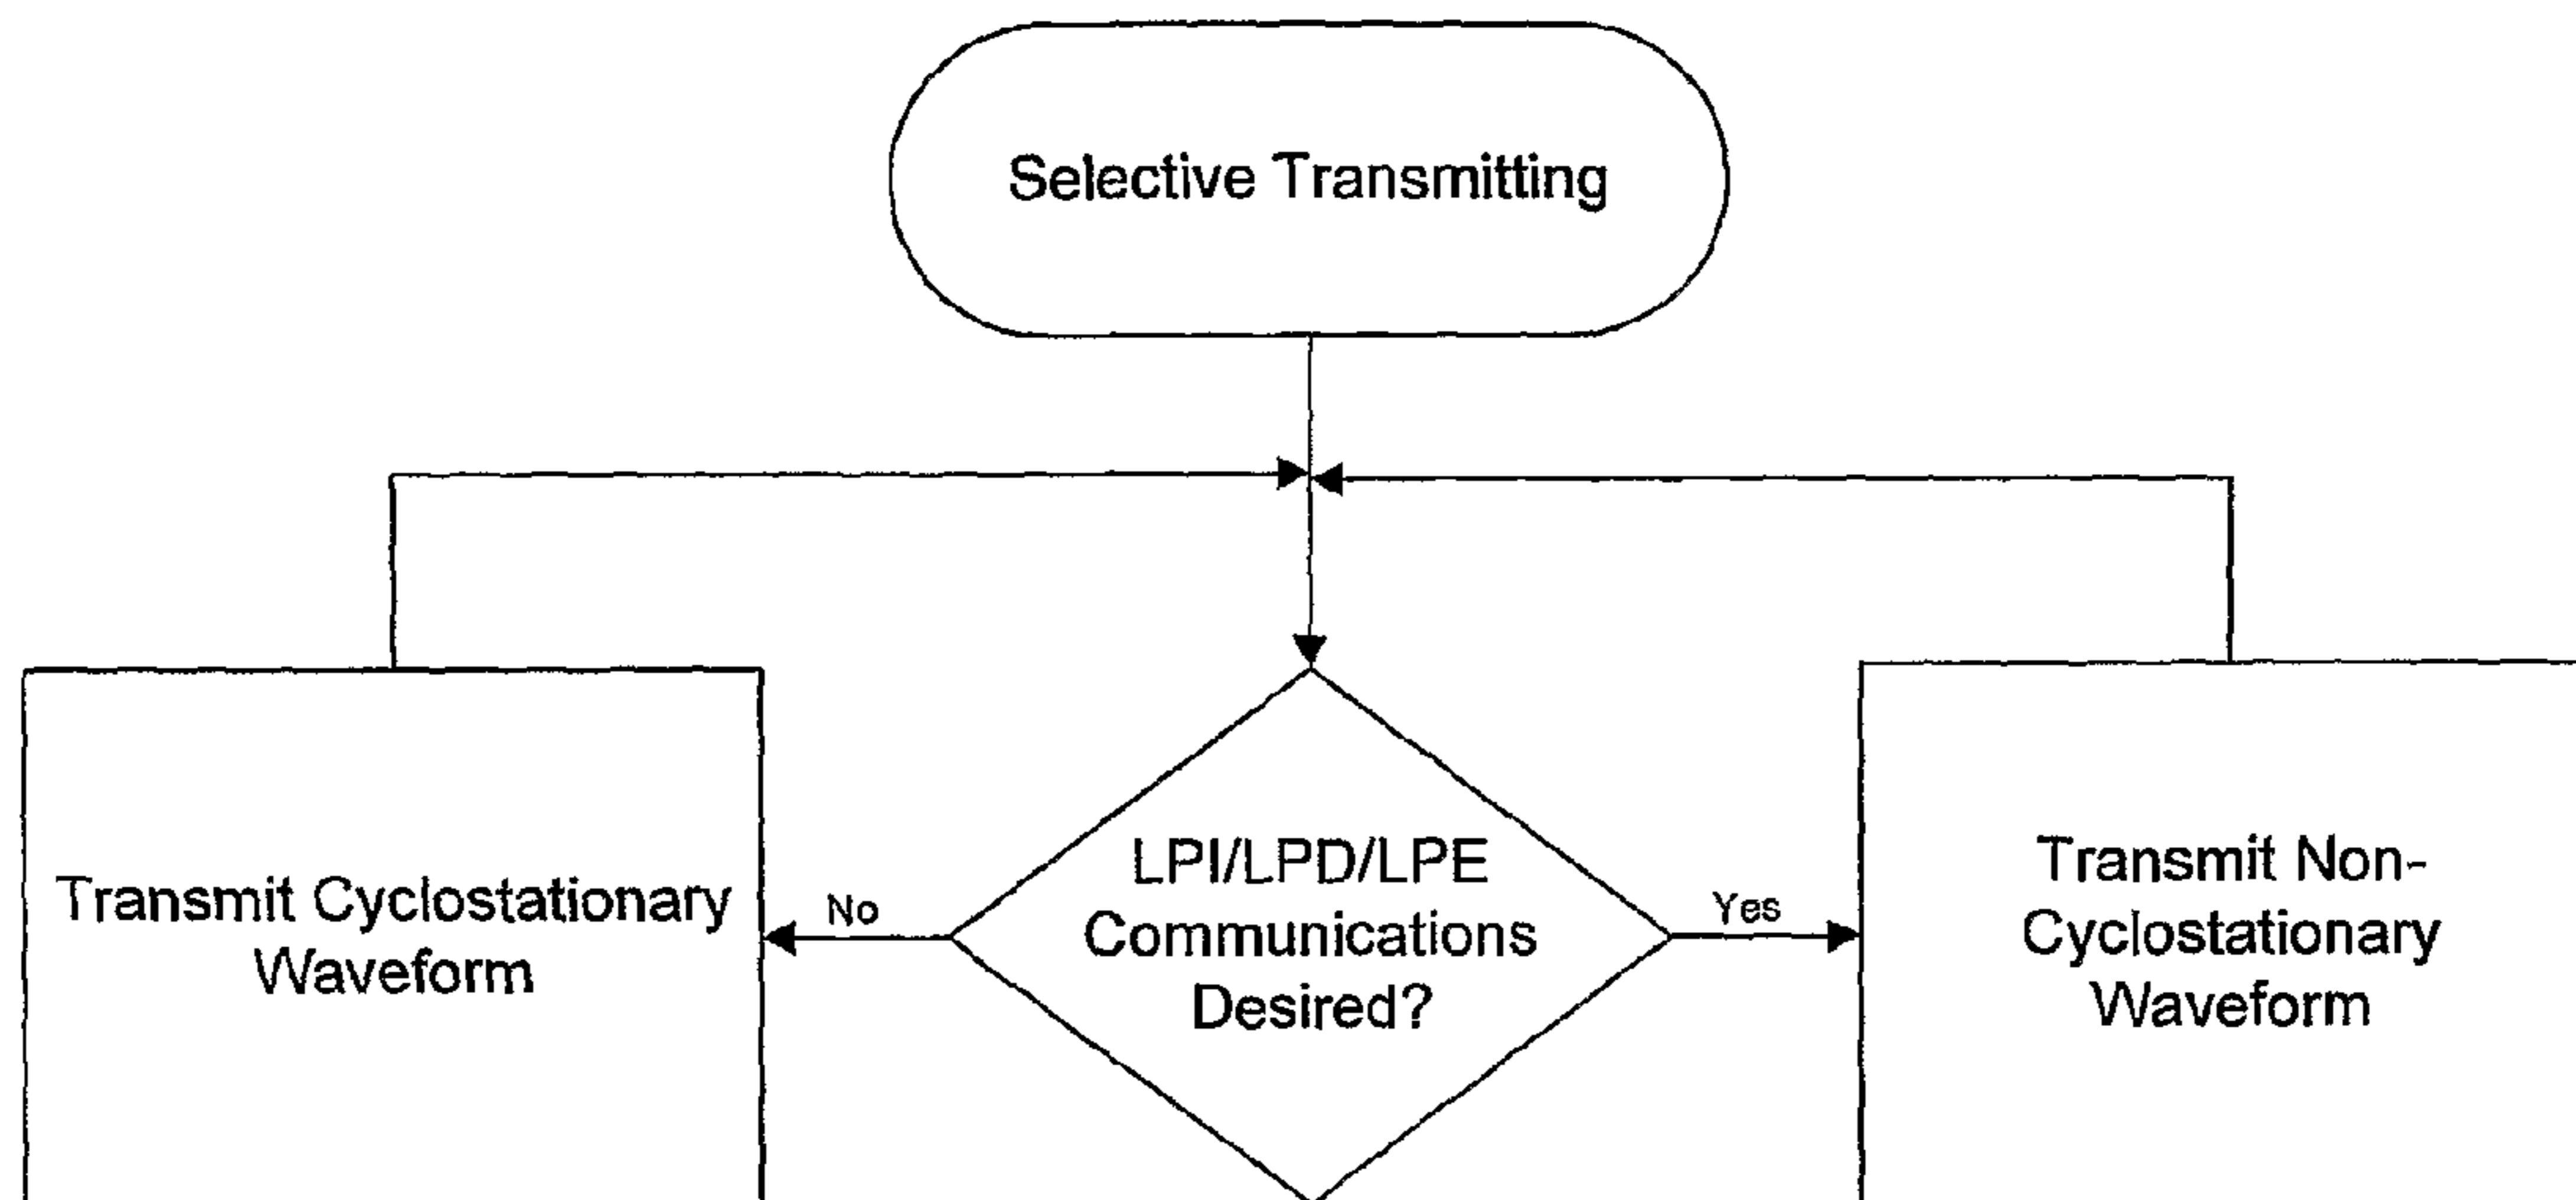 Selective Transmitting
Transmit Cyclostationary
Waveform
No
LPI/LPD/LPE
Communications
Desired?
Yes
Transmit Non-
Cyclostationary
Waveform